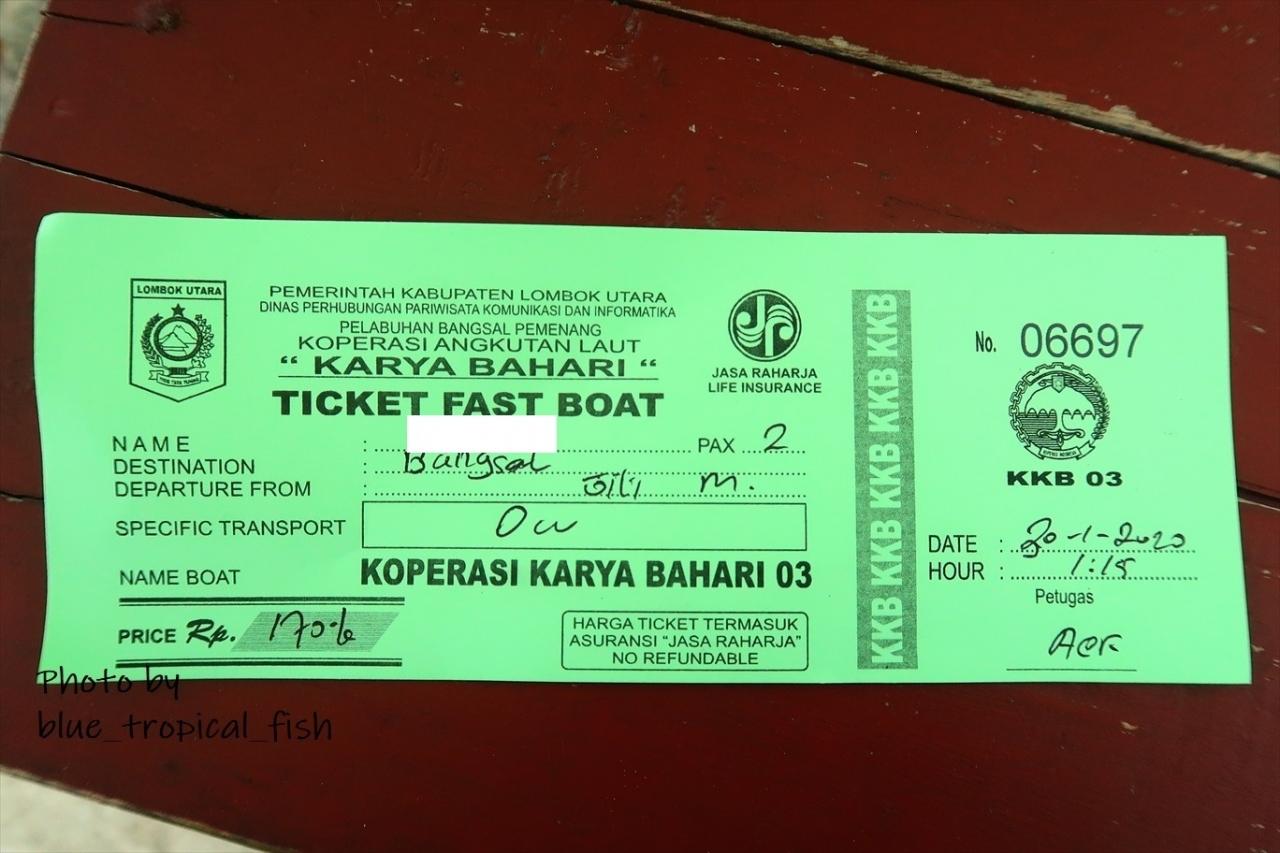 LOMBOK UTARA
PEMERINTAH KABUPATEN LOMBOK UTARA
DINAS PERHUBUNGAN PARIWISATA KOMUNIKASI DAN INFORMATIKA
PELABUHAN BANGSAL PEMENANG
KOPERASI ANGKUTAN LAUT
“ KARYA BAHARI “
TICKET FAST BOAT
JASA RAHARJA
LIFE INSURANCE
NAME : PAX 2
DESTINATION : Bangsal
DEPARTURE FROM : Gili M.
SPECIFIC TRANSPORT Ow
NAME BOAT KOPERASI KARYA BAHARI 03
PRICE Rp.
HARGA TICKET TERMASUK
ASURANSI “JASA RAHARJA”
NO REFUNDABLE
KKB KKB KKB KKB KKB
No. 06697
KKB 03
DATE : 20-1-2020
HOUR : 1:15
Petugas
Photo by
blue_tropical_fish